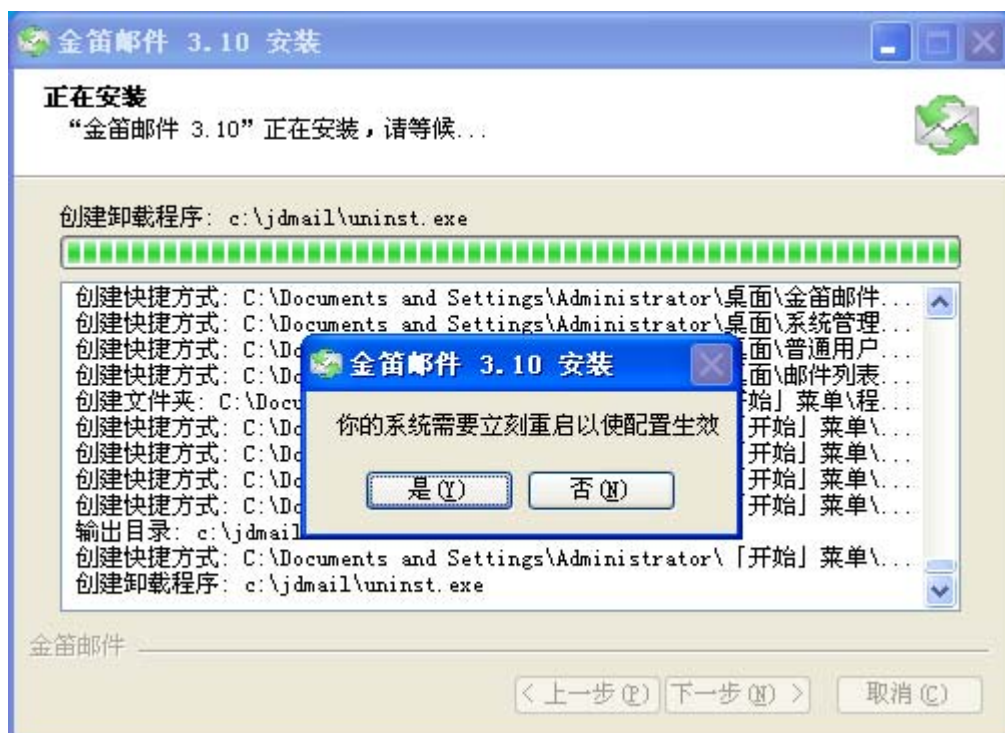 金笛邮件 3.10 安装
正在安装
“金笛邮件 3.10”正在安装，请等候...
创建卸载程序: c:\jdmail\uninst.exe
创建快捷方式: C:\Documents and Settings\Administrator\桌面\金笛邮件...
创建快捷方式: C:\Documents and Settings\Administrator\桌面\系统管理...
创建快捷方式: C:\Do 面\普通用户...
创建快捷方式: C:\Do 面\邮件列表...
创建文件夹: C:\Docu 始」菜单\程...
创建快捷方式: C:\Do 「开始」菜单\...
创建快捷方式: C:\Do 「开始」菜单\...
创建快捷方式: C:\Do 「开始」菜单\...
创建快捷方式: C:\Do 「开始」菜单\...
输出目录: c:\jdmail
创建快捷方式: C:\Documents and Settings\Administrator\「开始」菜单\...
创建卸载程序: c:\jdmail\uninst.exe
金笛邮件 3.10 安装
你的系统需要立刻重启以使配置生效
是(Y) 否(N)
金笛邮件
< 上一步(P) 下一步(N) > 取消(C)